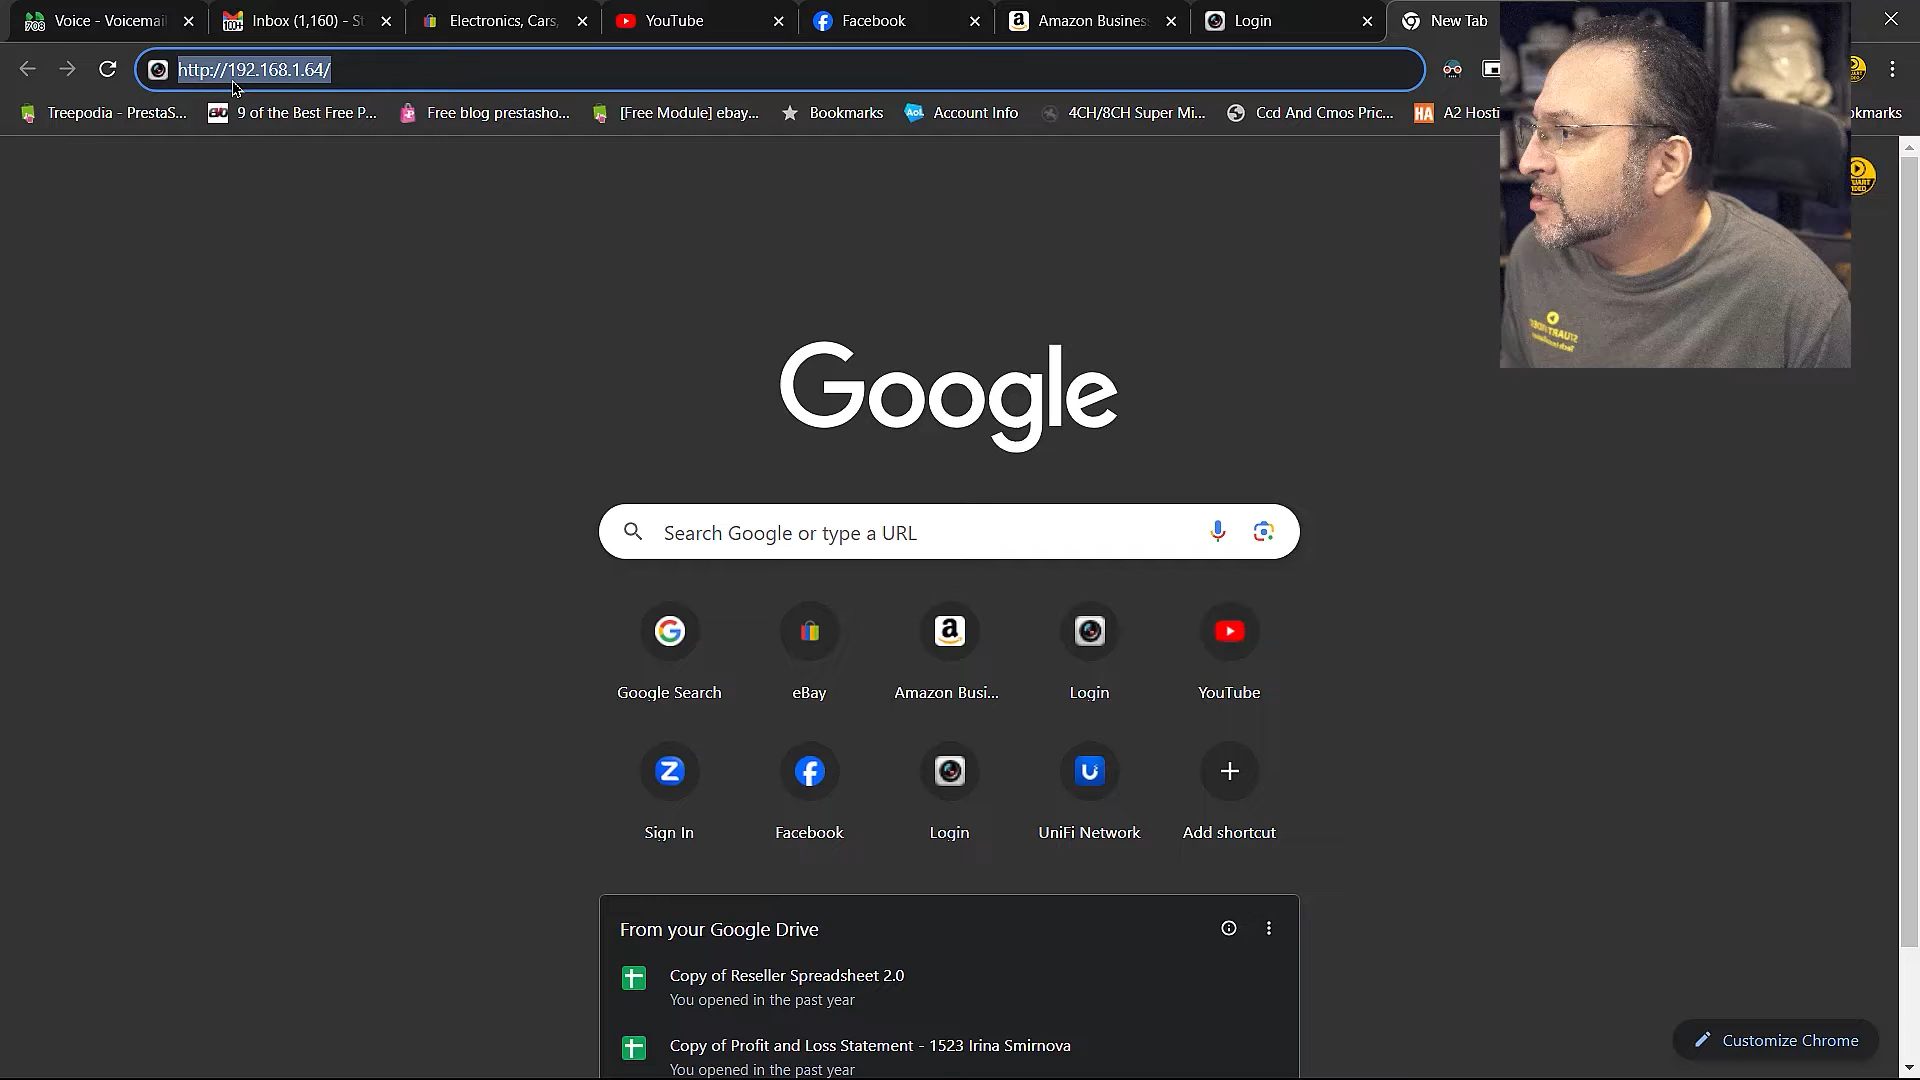 Voice - Voicemail
Inbox (1,160) - S
Electronics, Cars,
YouTube
Facebook
Amazon Busines
Login
New Tab
http://192.168.1.64/
Treepodia - PrestaS...
9 of the Best Free P...
Free blog prestasho...
[Free Module] ebay...
Bookmarks
Account Info
4CH/8CH Super Mi...
Ccd And Cmos Pric...
HA A2 Hosti
kmarks
Google
Search Google or type a URL
Google Search
eBay
Amazon Busi...
Login
YouTube
Sign In
Facebook
Login
UniFi Network
Add shortcut
From your Google Drive
Copy of Reseller Spreadsheet 2.0
You opened in the past year
Copy of Profit and Loss Statement - 1523 Irina Smirnova
You opened in the past year
Customize Chrome